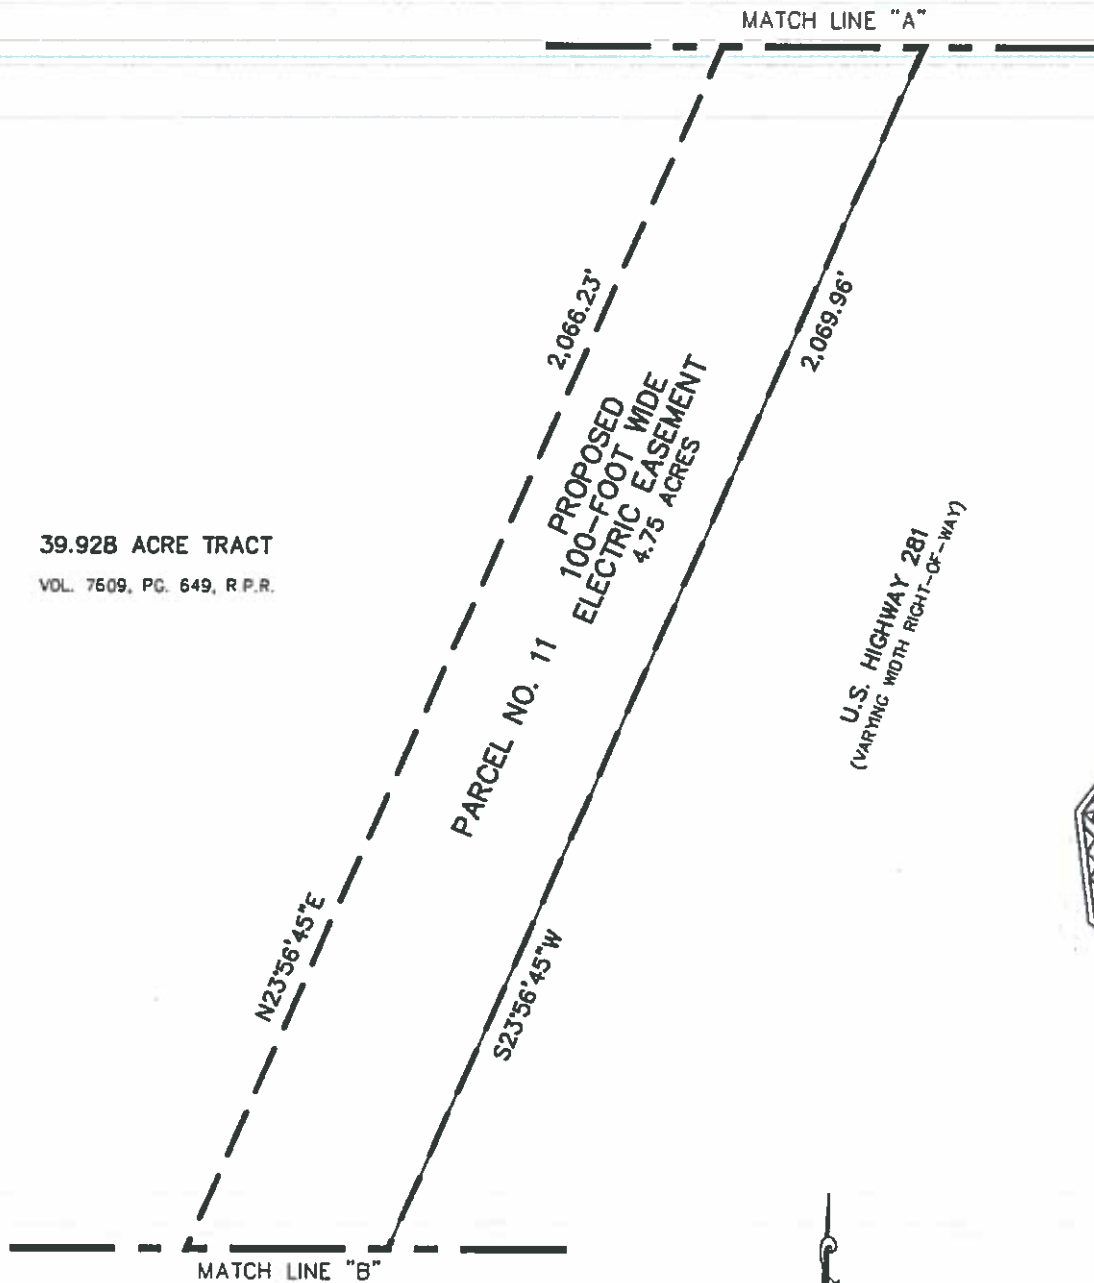 MATCH LINE "A"
2,066.23'
2,069.96'
PROPOSED
100-FOOT WIDE
ELECTRIC EASEMENT
4.75 ACRES
39.928 ACRE TRACT
VOL. 7609, PG. 649, R.P.R.
U.S. HIGHWAY 281
(VARYING WIDTH RIGHT-OF-WAY)
PARCEL NO. 11
N23°56'45"E
S23°56'45"W
MATCH LINE "B"